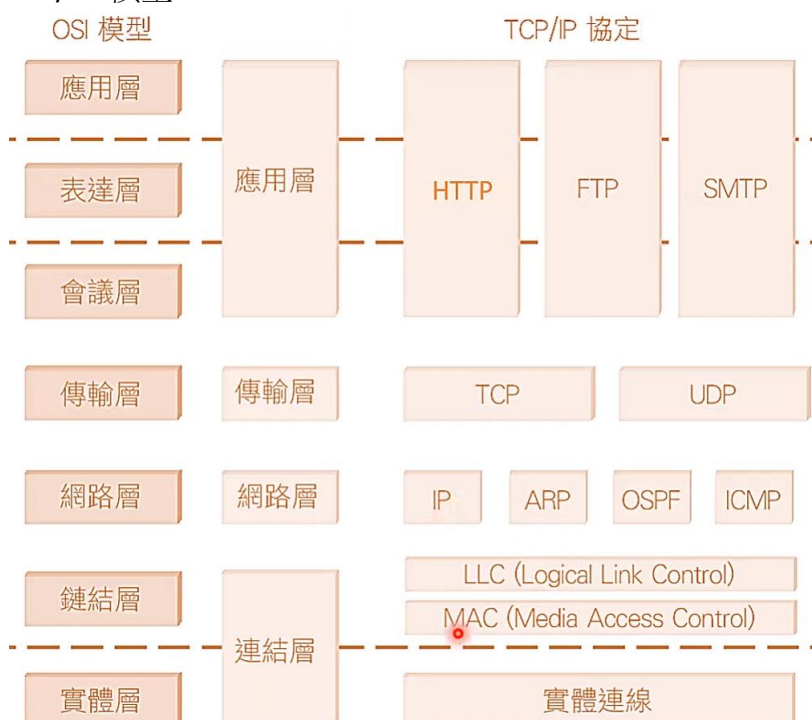 OSI 模型 TCP/IP 協定
應用層
表達層 應用層 HTTP FTP SMTP
會議層
傳輸層 傳輸層 TCP UDP
網路層 網路層 IP ARP OSPF ICMP
LLC (Logical Link Control)
鏈結層
MAC (Media Access Control)
連結層
實體層 實體連線